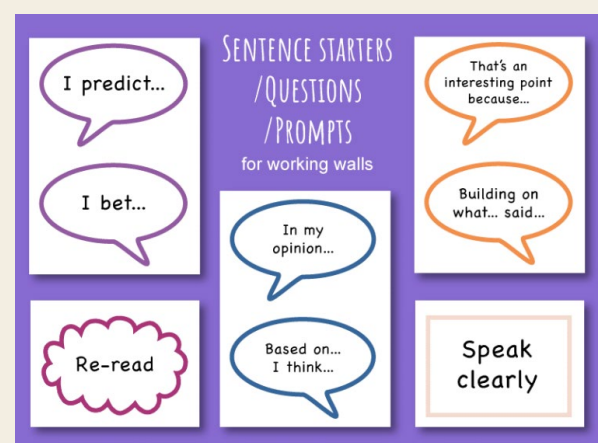 Sentence starters
/Questions
/Prompts
for working walls
I predict...
I bet...
Re-read
In my
opinion...
Based on...
I think...
That's an
interesting point
because...
Building on
what... said...
Speak
clearly